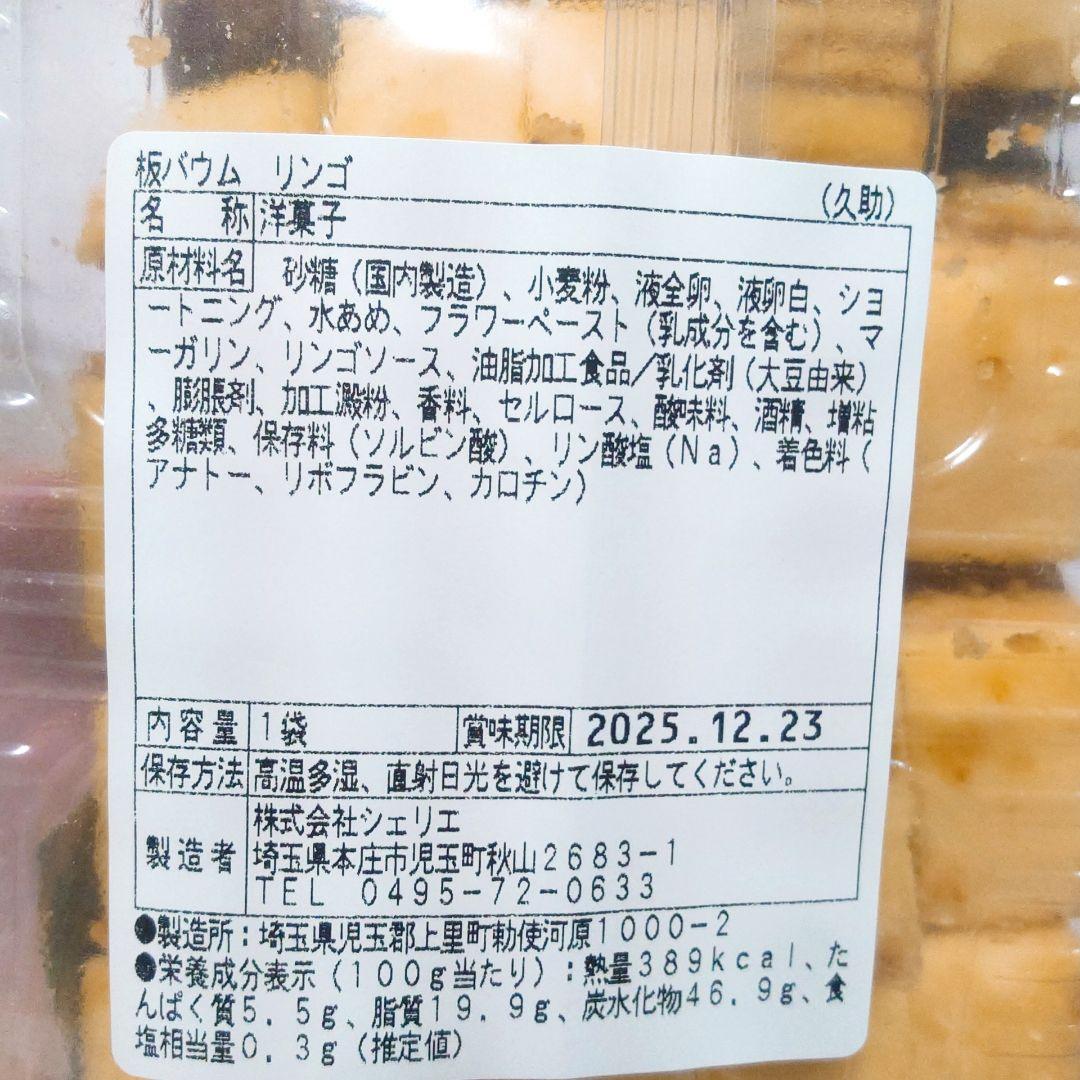 板バウム　リンゴ
（久助）
名　称 洋菓子
原材料名 砂糖（国内製造）、小麦粉、液全卵、液卵白、ショ
ートニング、水あめ、フラワーペースト（乳成分を含む）、マ
ーガリン、リンゴソース、油脂加工食品／乳化剤（大豆由来）
、膨脹剤、加工澱粉、香料、セルロース、酸味料、酒精、増粘
多糖類、保存料（ソルビン酸）、リン酸塩（Ｎａ）、着色料（
アナトー、リボフラビン、カロチン）
内容量 １袋 賞味期限 2025.12.23
保存方法 高温多湿、直射日光を避けて保存してください。
製造者 株式会社シェリエ
埼玉県本庄市児玉町秋山２６８３－１
ＴＥＬ　０４９５－７２－０６３３
●製造所：埼玉県児玉郡上里町勅使河原１０００－２
●栄養成分表示（１００ｇ当たり）：熱量３８９ｋｃａｌ、た
んぱく質５．５ｇ、脂質１９．９ｇ、炭水化物４６．９ｇ、食
塩相当量０．３ｇ（推定値）